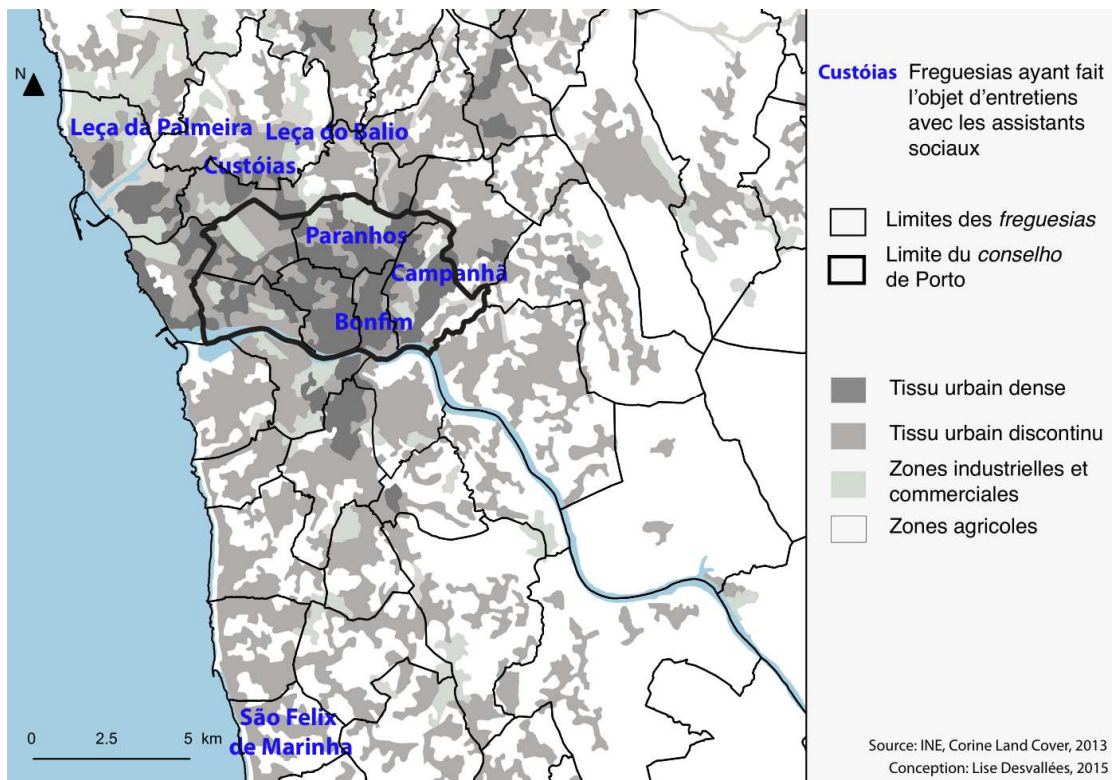 N
Leça da Palmeira
Leça do Balio
Custóias
Paranhos
Campanhã
Bonfim
São Felix
de Marinha
0 2.5 5 km
Custóias Freguesias ayant fait
l'objet d'entretiens
avec les assistants
sociaux
Limites des freguesias
Limite du conselho
de Porto
Tissu urbain dense
Tissu urbain discontinu
Zones industrielles et
commerciales
Zones agricoles
Source: INE, Corine Land Cover, 2013
Conception: Lise Desvallées, 2015